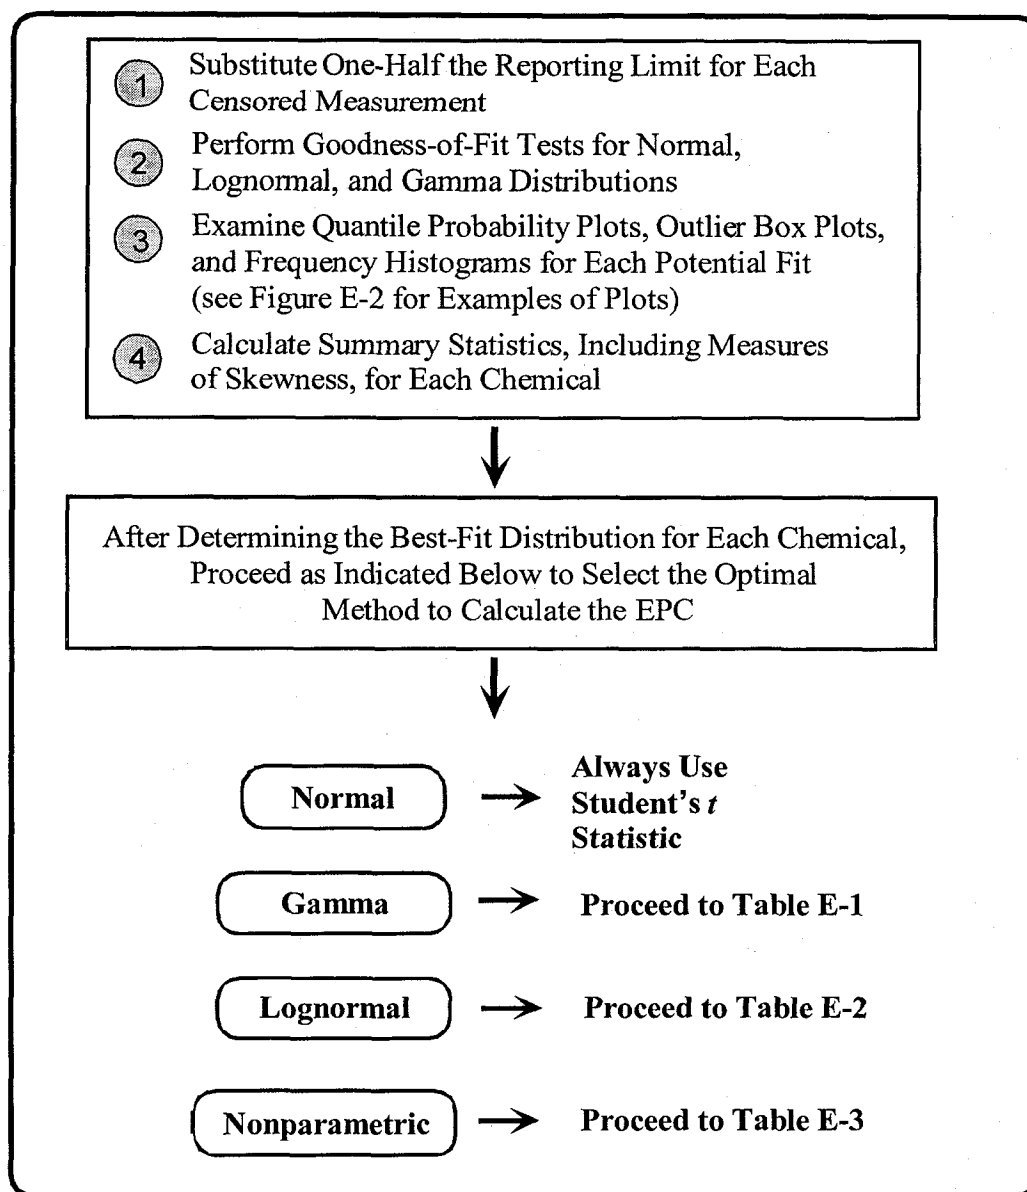 1 Substitute One-Half the Reporting Limit for Each
Censored Measurement
2 Perform Goodness-of-Fit Tests for Normal,
Lognormal, and Gamma Distributions
3 Examine Quantile Probability Plots, Outlier Box Plots,
and Frequency Histograms for Each Potential Fit
(see Figure E-2 for Examples of Plots)
4 Calculate Summary Statistics, Including Measures
of Skewness, for Each Chemical
After Determining the Best-Fit Distribution for Each Chemical,
Proceed as Indicated Below to Select the Optimal
Method to Calculate the EPC
Normal
Always Use
Student's t
Statistic
Gamma
Proceed to Table E-1
Lognormal
Proceed to Table E-2
Nonparametric
Proceed to Table E-3